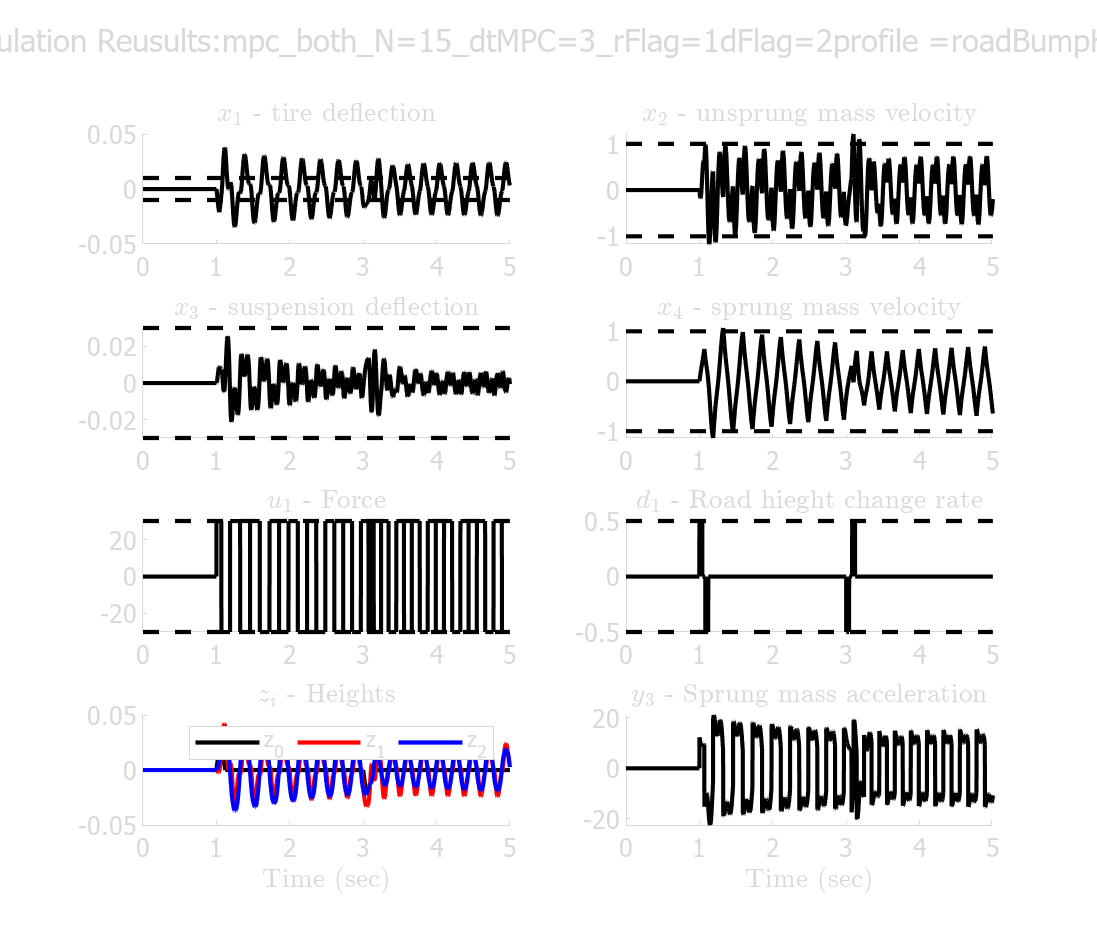 ulation Reusults:mpc_both_N=15_dtMPC=3_rFlag=1dFlag=2profile =roadBump
x₁ - tire deflection
0.05
0
-0.05
0 1 2 3 4 5
x₂ - unsprung mass velocity
1
0
-1
0 1 2 3 4 5
x₃ - suspension deflection
0.02
0
-0.02
0 1 2 3 4 5
x₄ - sprung mass velocity
1
0
-1
0 1 2 3 4 5
u₁ - Force
20
0
-20
0 1 2 3 4 5
d₁ - Road hieght change rate
0.5
0
-0.5
0 1 2 3 4 5
zᵢ - Heights
0.05
z₀ z₁ z₂
0
-0.05
0 1 2 3 4 5
Time (sec)
y₃ - Sprung mass acceleration
20
0
-20
0 1 2 3 4 5
Time (sec)